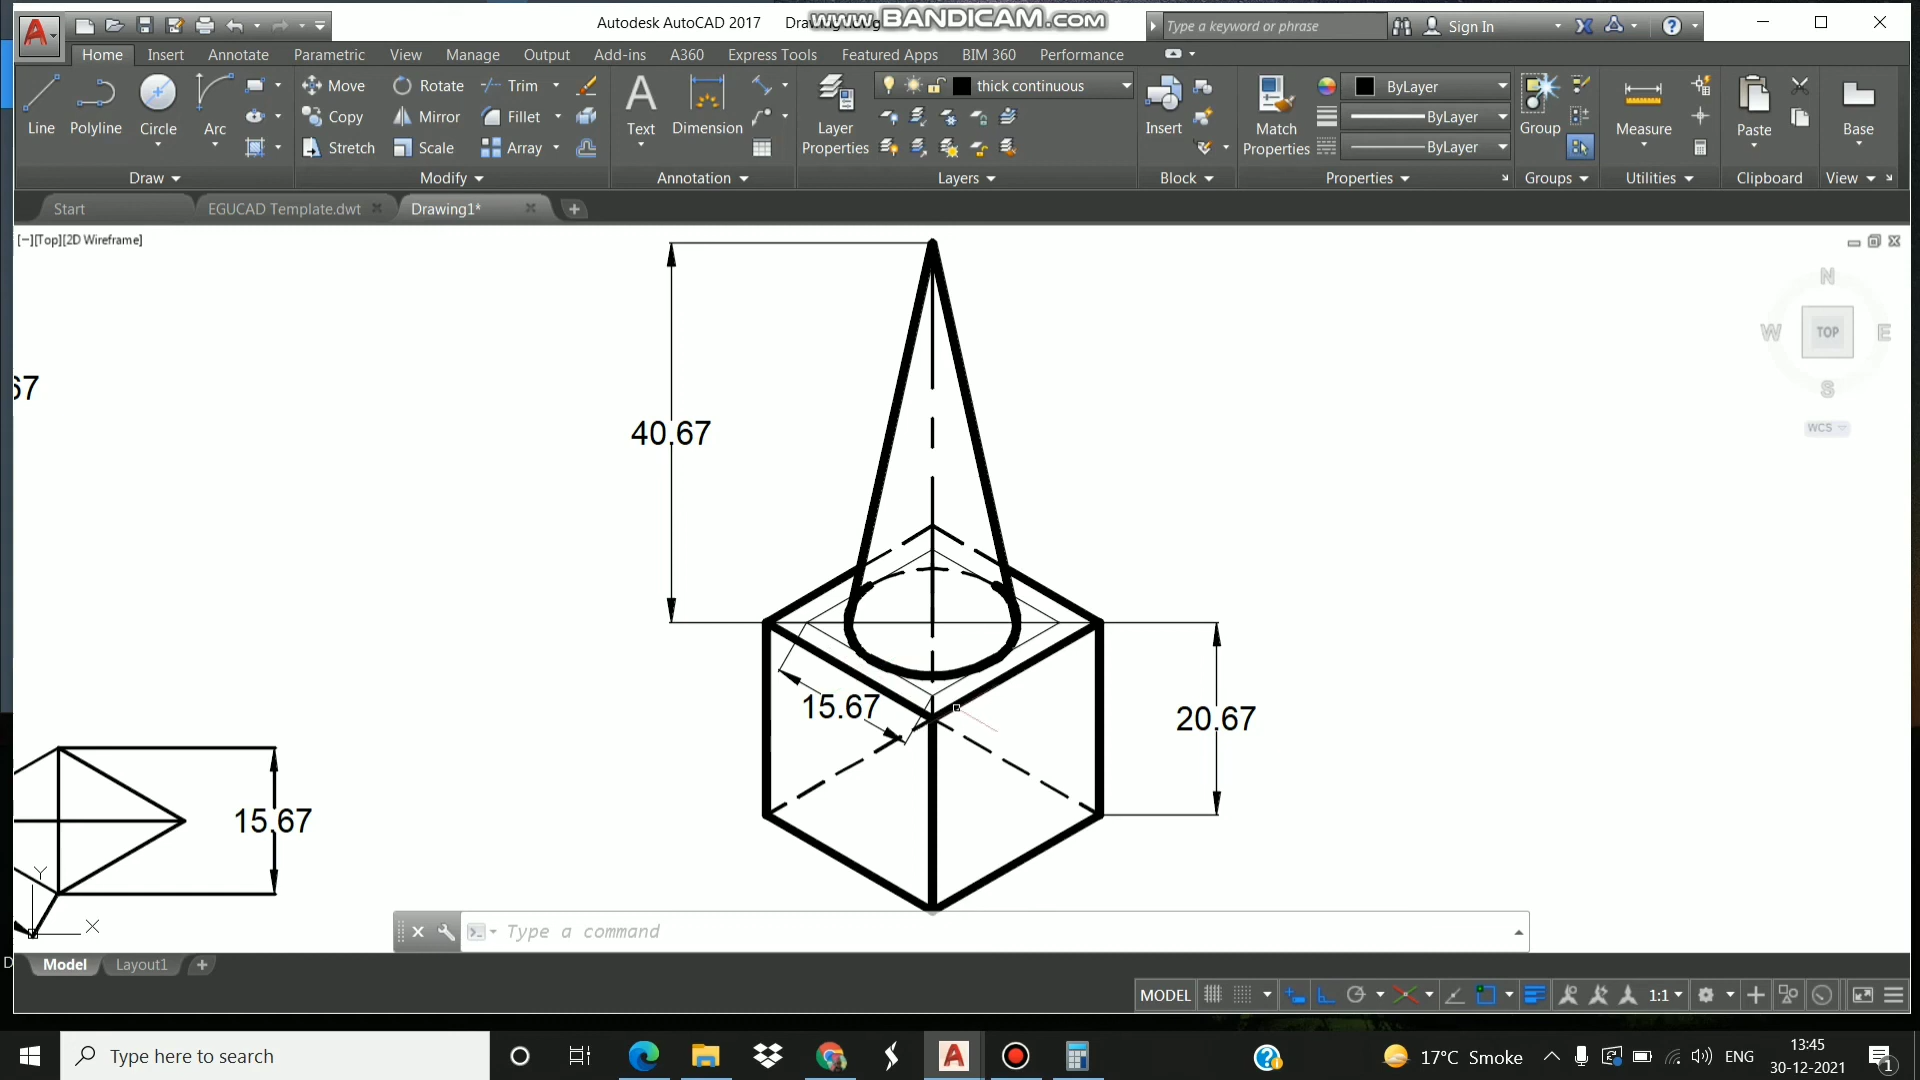 Autodesk AutoCAD 2017
www.BANDICAM.com
Type a keyword or phrase
Sign In
Home
Insert
Annotate
Parametric
View
Manage
Output
Add-ins
A360
Express Tools
Featured Apps
BIM 360
Performance
Line
Polyline
Circle
Arc
Move
Rotate
Trim
Copy
Mirror
Fillet
Stretch
Scale
Array
Text
Dimension
Layer
Properties
thick continuous
Insert
Match
Properties
ByLayer
ByLayer
ByLayer
Group
Measure
Paste
Base
Draw
Modify
Annotation
Layers
Block
Properties
Groups
Utilities
Clipboard
View
Start
EGUCAD Template.dwt
Drawing1*
[−][Top][2D Wireframe]
N
W
TOP
E
S
WCS
40.67
15.67
20.67
15.67
Y
X
Type a command
Model
Layout1
MODEL
1:1
Type here to search
17°C Smoke
ENG
13:45
30-12-2021
1